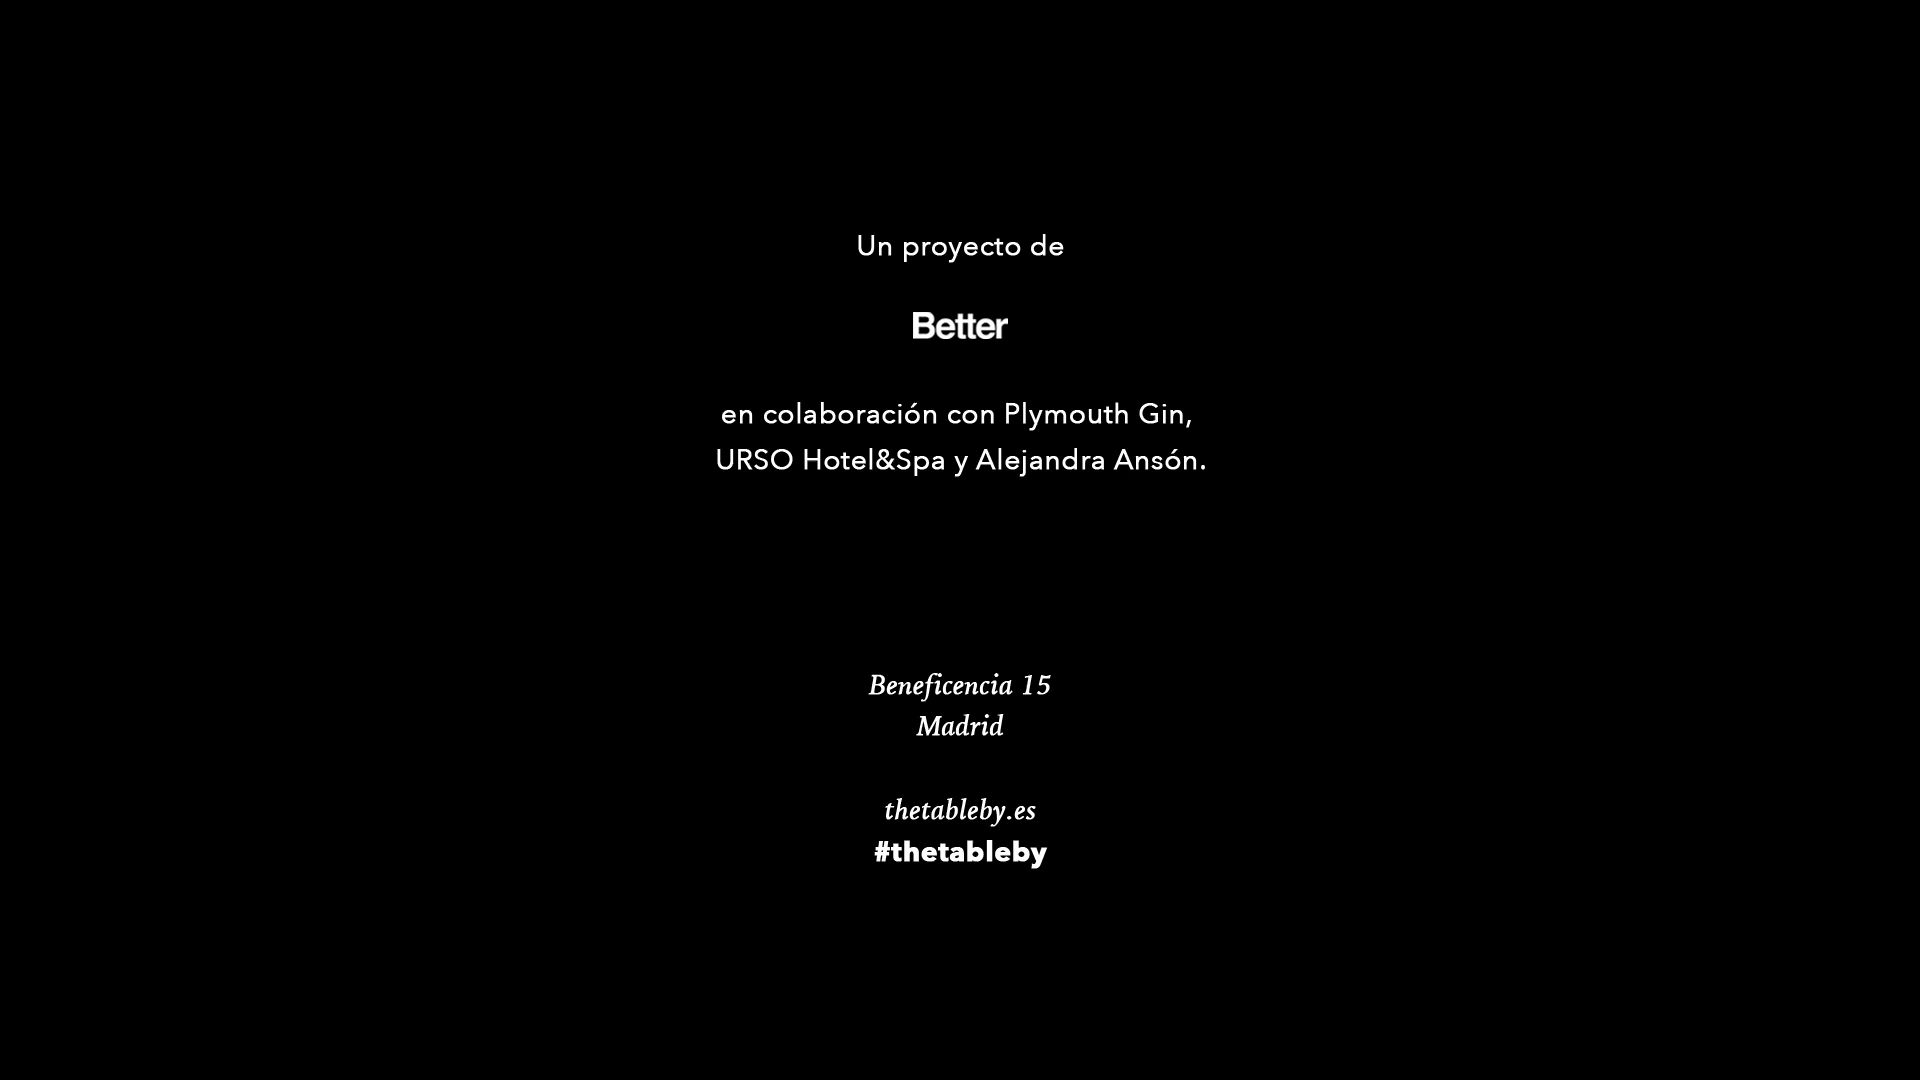 Un proyecto de
Better
en colaboración con Plymouth Gin,
URSO Hotel&Spa y Alejandra Ansón.
Beneficencia 15
Madrid
thetableby.es
#thetableby